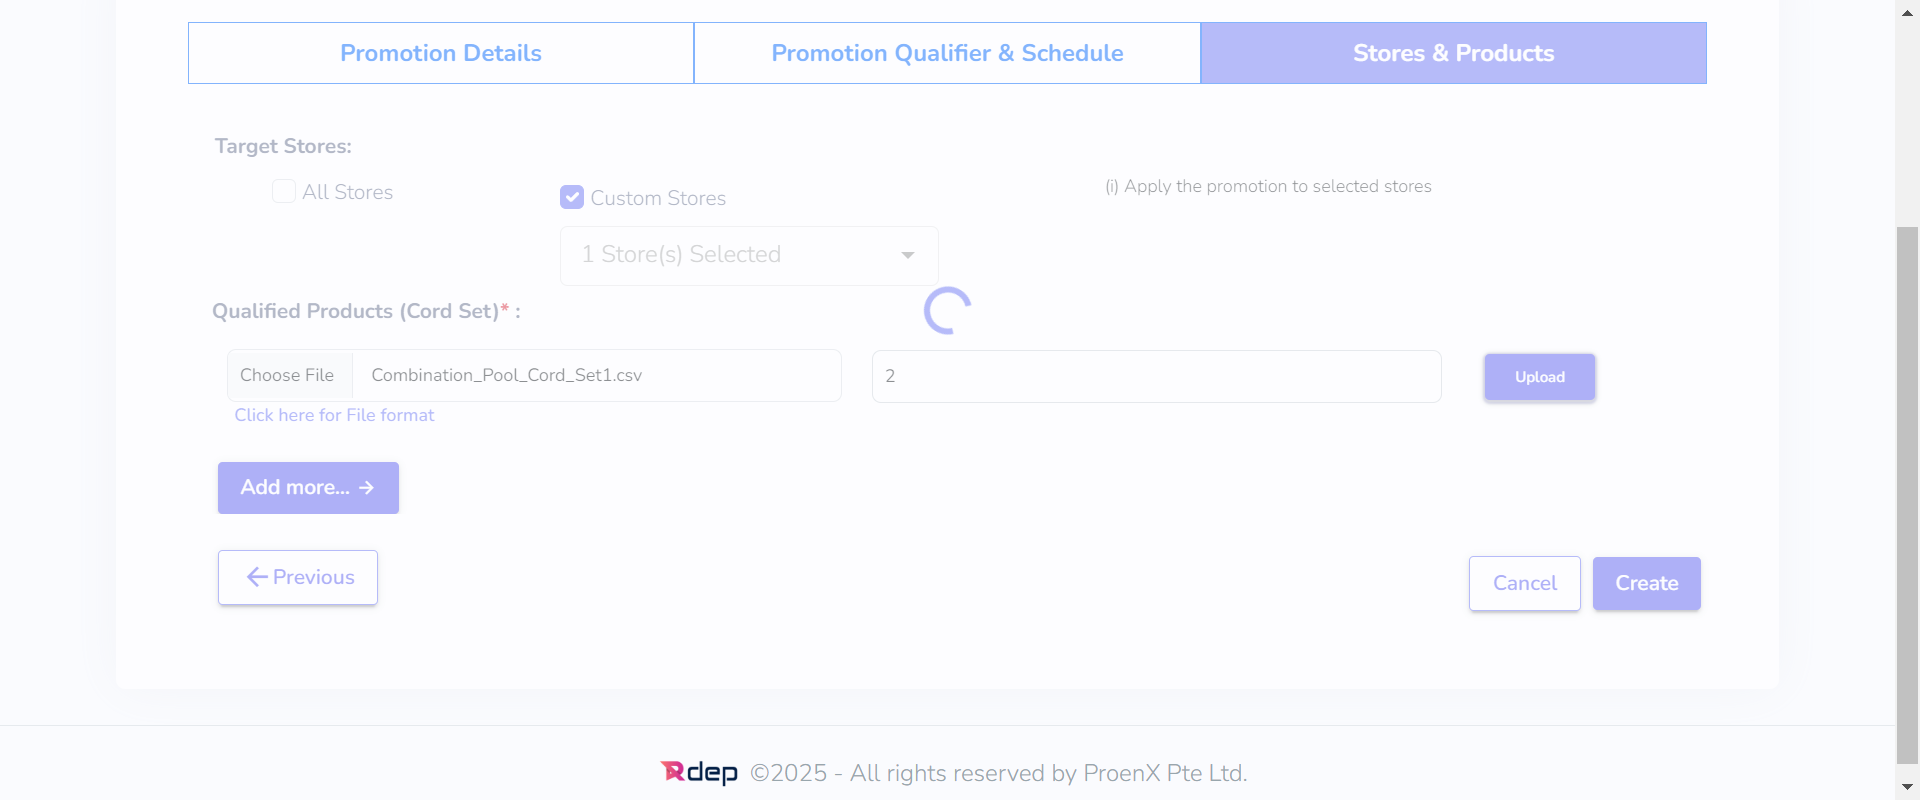 Promotion Details
Promotion Qualifier & Schedule
Stores & Products
Target Stores:
All Stores
Custom Stores
(i) Apply the promotion to selected stores
1 Store(s) Selected
Qualified Products (Cord Set)* :
Choose File
Combination_Pool_Cord_Set1.csv
2
Upload
Click here for File format
Add more... →
←Previous
Cancel
Create
Rdep ©2025 - All rights reserved by ProenX Pte Ltd.